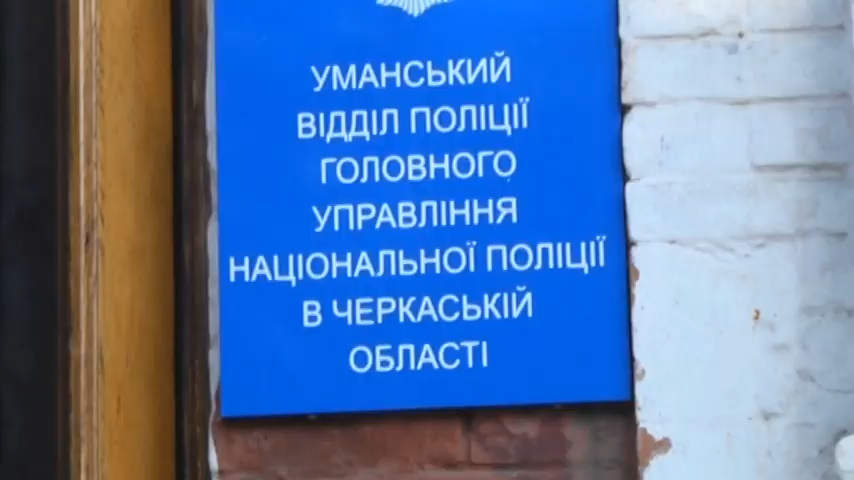 УМАНСЬКИЙ
ВІДДІЛ ПОЛІЦІЇ
ГОЛОВНОГО
УПРАВЛІННЯ
НАЦІОНАЛЬНОЇ ПОЛІЦІЇ
В ЧЕРКАСЬКІЙ
ОБЛАСТІ